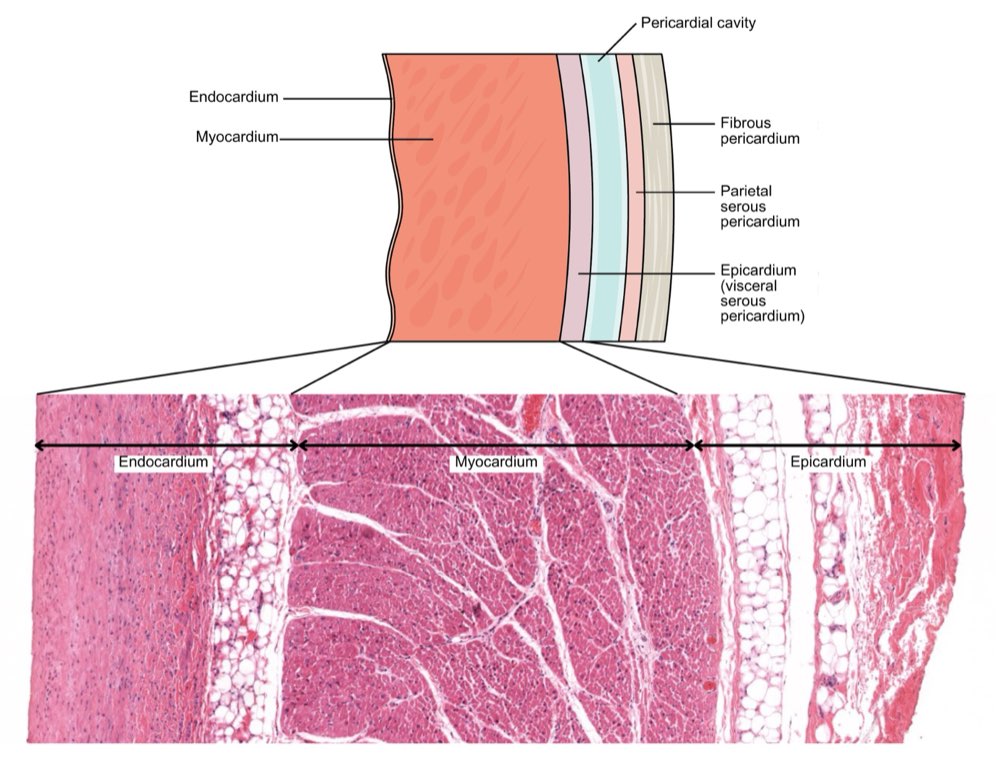 Pericardial cavity
Endocardium
Myocardium
Fibrous
pericardium
Parietal
serous
pericardium
Epicardium
(visceral
serous
pericardium)
Endocardium
Myocardium
Epicardium